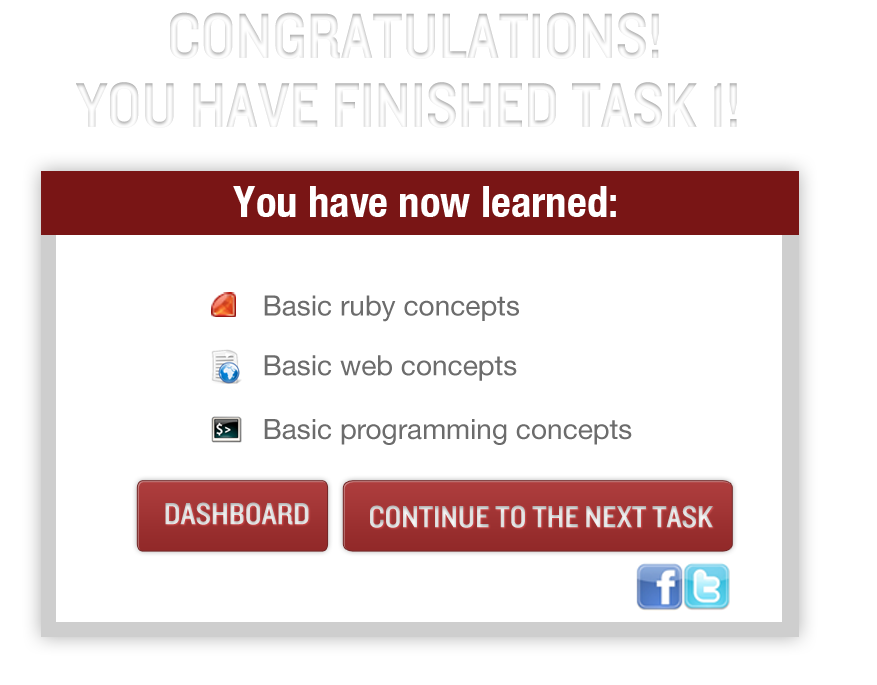 CONGRATULATIONS!
YOU HAVE FINISHED TASK 1!
You have now learned:
Basic ruby concepts
Basic web concepts
$> Basic programming concepts
DASHBOARD
CONTINUE TO THE NEXT TASK
f t